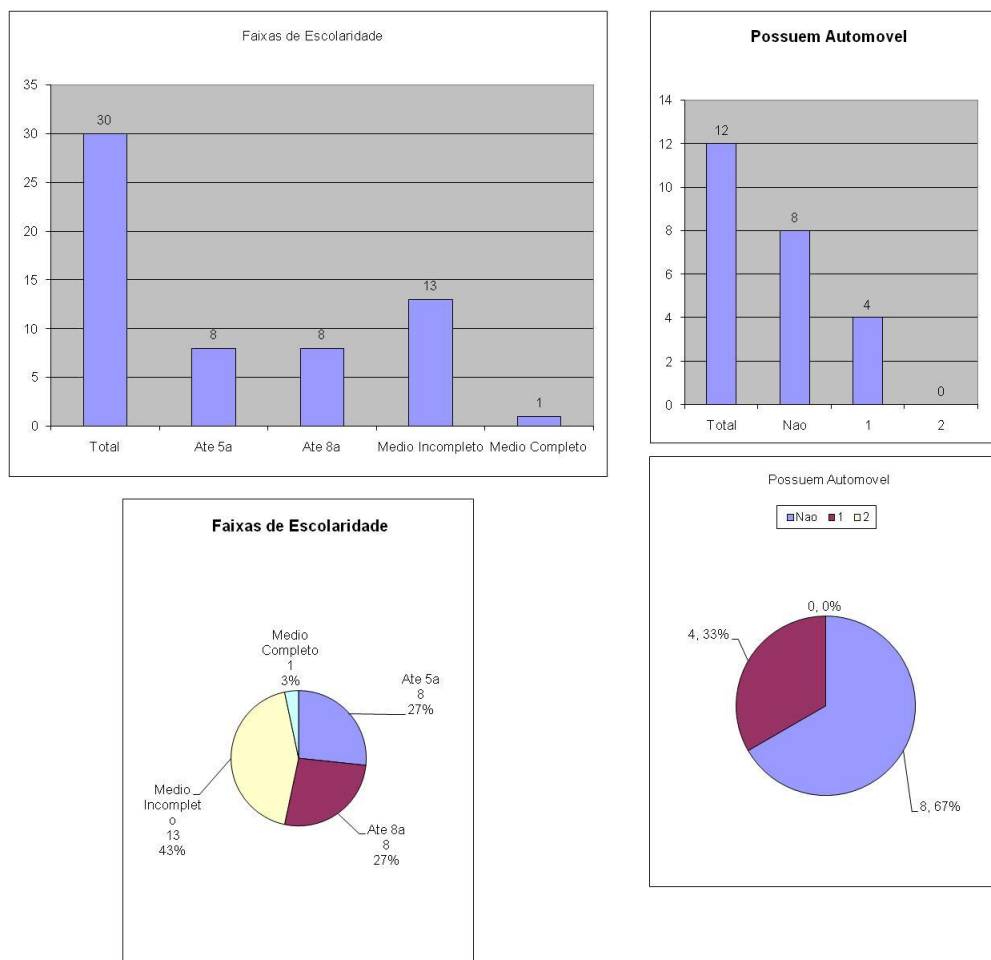 Faixas de Escolaridade
35
30
25
20
15
10
5
0
30
8
8
13
1
Total
Ate 5a
Ate 8a
Medio Incompleto
Medio Completo
Possuem Automovel
14
12
10
8
6
4
2
0
12
8
4
0
Total
Nao
1
2
Faixas de Escolaridade
Medio
Completo
1
3%
Ate 5a
8
27%
Medio
Incomplet
o
13
43%
Ate 8a
8
27%
Possuem Automovel
Nao
1
2
0, 0%
4, 33%
8, 67%